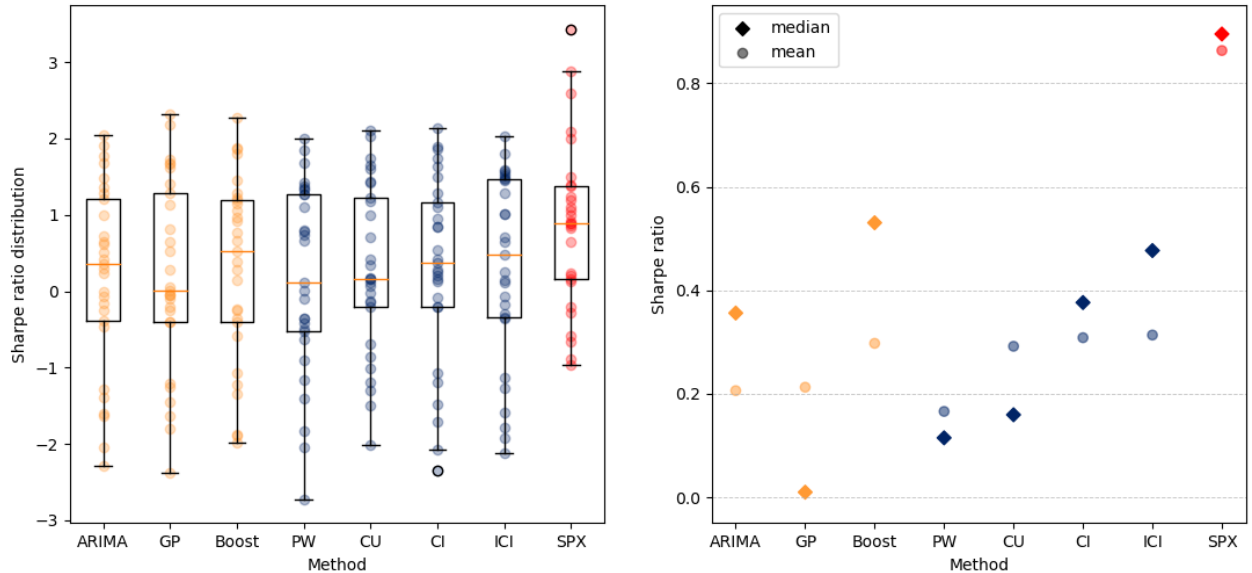 Sharpe ratio distribution
3
2
1
0
−1
−2
−3
ARIMA GP Boost PW CU CI ICI SPX
Method
median
mean
Sharpe ratio
0.8
0.6
0.4
0.2
0.0
ARIMA GP Boost PW CU CI ICI SPX
Method